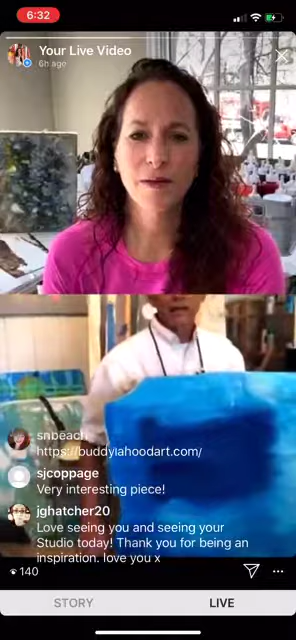 6:32
Your Live Video
6h ago
snbeach
https://buddylahoodart.com/
sjcoppage
Very interesting piece!
jghatcher20
Love seeing you and seeing your
Studio today! Thank you for being an
inspiration. love you x
140
STORY
LIVE